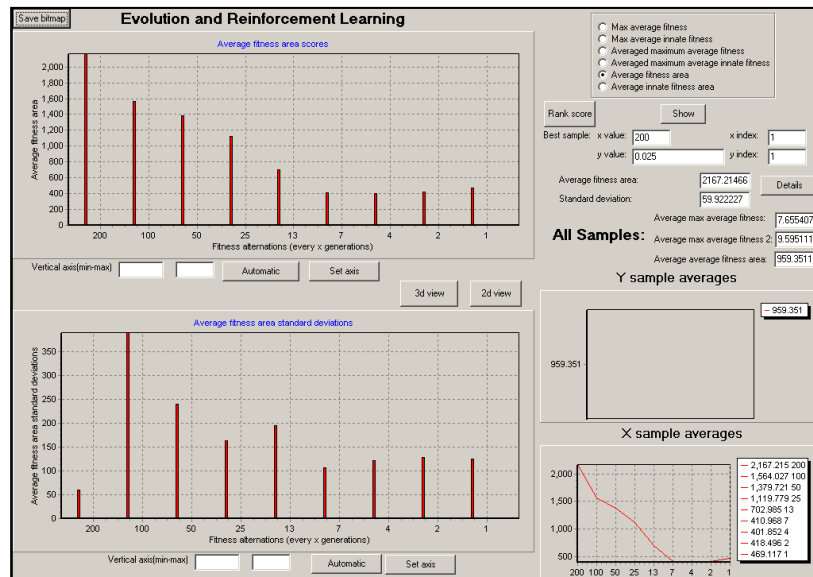 Save bitmap
Evolution and Reinforcement Learning
Average fitness area scores
Average fitness area
2,000
1,800
1,600
1,400
1,200
1,000
800
600
400
200
0
200 100 50 25 13 7 4 2 1
Fitness alternations (every x generations)
Vertical axis(min-max)
Automatic
Set axis
3d view
2d view
Average fitness area standard deviations
Average fitness area standard deviations
350
300
250
200
150
100
50
0
200 100 50 25 13 7 4 2 1
Fitness alternations (every x generations)
Vertical axis(min-max)
Automatic
Set axis
Max average fitness
Max average innate fitness
Averaged maximum average fitness
Averaged maximum average innate fitness
Average fitness area
Average innate fitness area
Rank score
Show
Best sample: x value: 200 x index: 1
y value: 0.025 y index: 1
Average fitness area: 2167.21466
Standard deviation: 59.922227
Details
All Samples:
Average max average fitness: 7.655407
Average max average fitness 2: 9.595111
Average average fitness area: 959.3511
Y sample averages
959.351
959.351
X sample averages
2,000
1,500
1,000
500
200 100 50 25 13 7 4 2 1
2,167.215 200
1,564.027 100
1,379.721 50
1,119.779 25
702.985 13
410.968 7
401.852 4
418.496 2
469.117 1